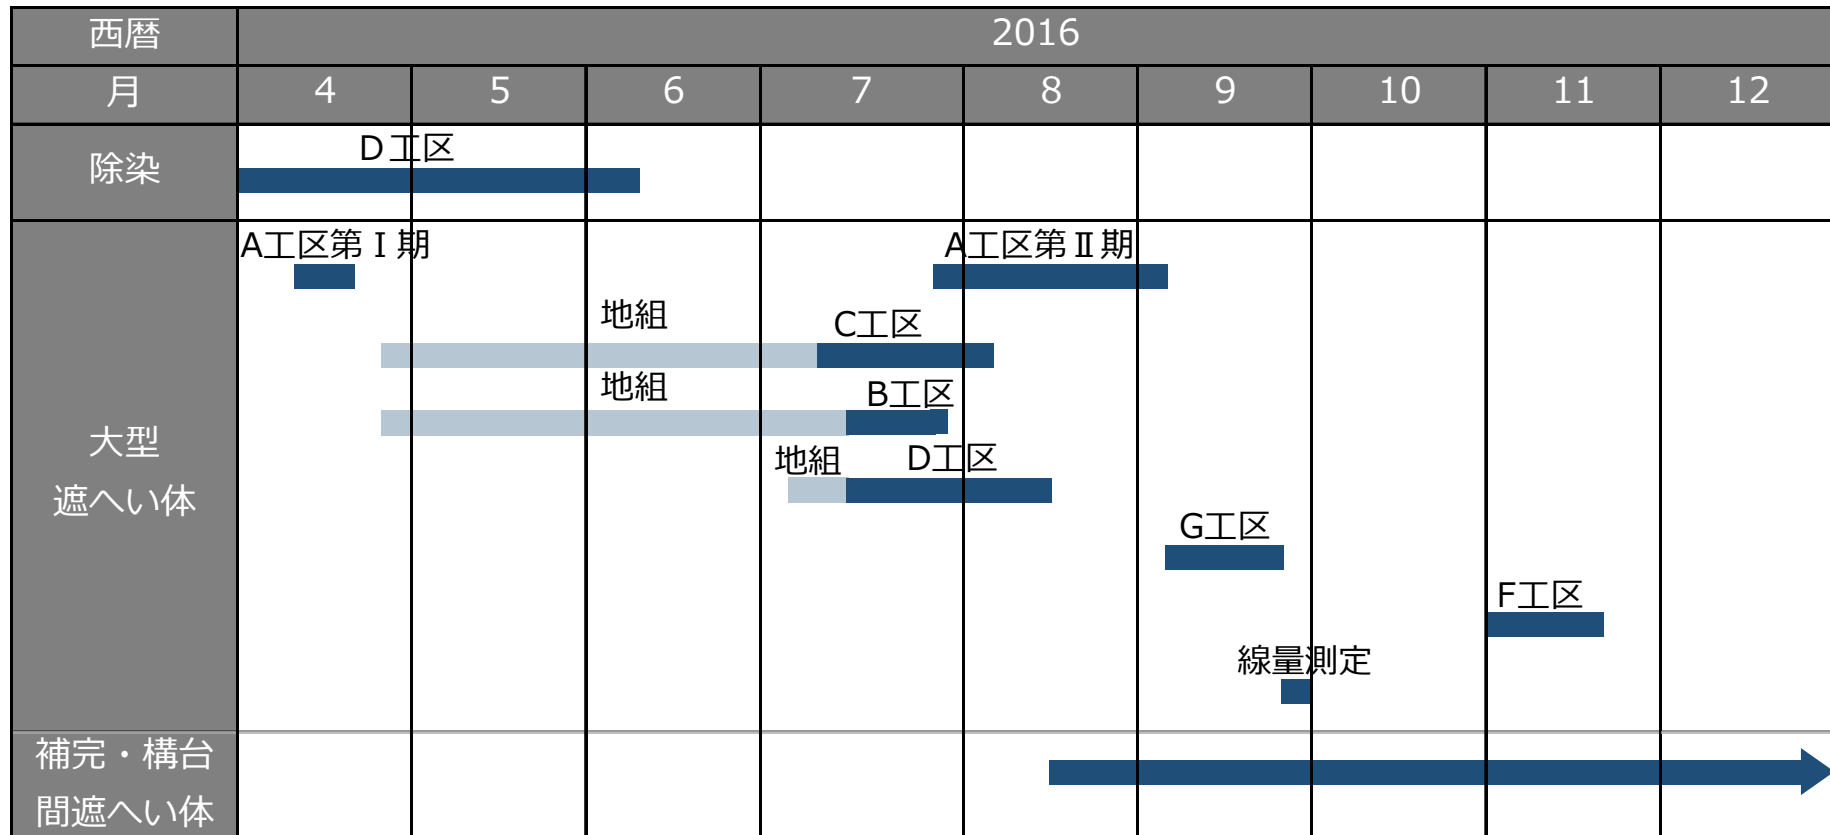 西暦
2016
月
4
5
6
7
8
9
10
11
12
除染
Ｄ工区
A工区第Ⅰ期
A工区第Ⅱ期
地組
C工区
地組
B工区
大型
遮へい体
地組
D工区
G工区
F工区
線量測定
補完・構台
間遮へい体